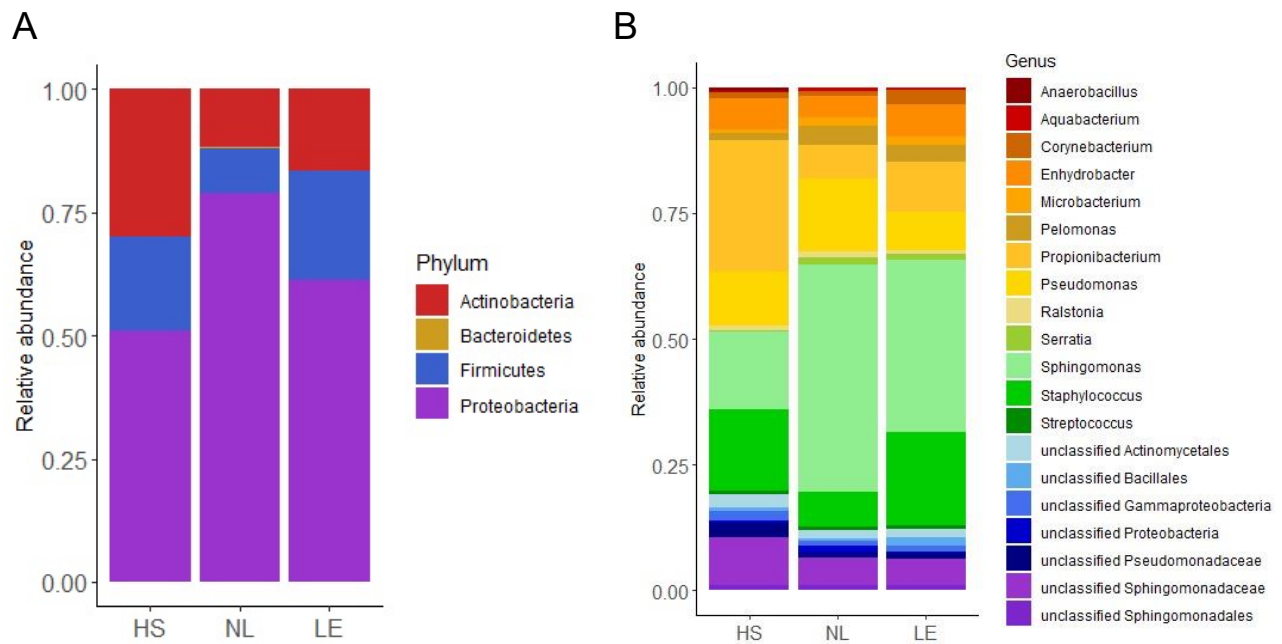 A
Relative abundance
1.00
0.75
0.50
0.25
0.00
HS NL LE
Phylum
Actinobacteria
Bacteroidetes
Firmicutes
Proteobacteria
B
Relative abundance
1.00
0.75
0.50
0.25
0.00
HS NL LE
Genus
Anaerobacillus
Aquabacterium
Corynebacterium
Enhydrobacter
Microbacterium
Pelomonas
Propionibacterium
Pseudomonas
Ralstonia
Serratia
Sphingomonas
Staphylococcus
Streptococcus
unclassified Actinomycetales
unclassified Bacillales
unclassified Gammaproteobacteria
unclassified Proteobacteria
unclassified Pseudomonadaceae
unclassified Sphingomonadaceae
unclassified Sphingomonadales